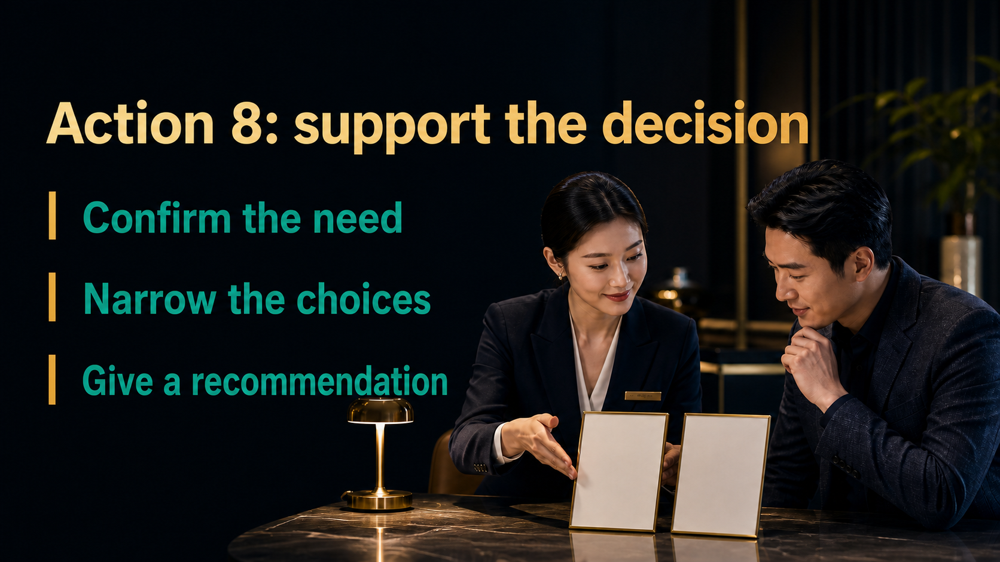 Action 8: support the decision
Confirm the need
Narrow the choices
Give a recommendation